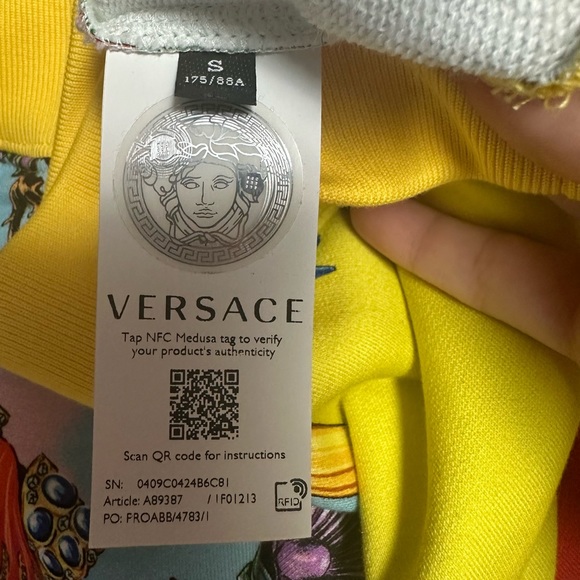 S
175/88A
VERSACE
Tap NFC Medusa tag to verify
your product's authenticity
Scan QR code for instructions
SN: 0409C0424B6C81
Article: A89387 / 1F01213
PO: FROABB/4783/1
RFID